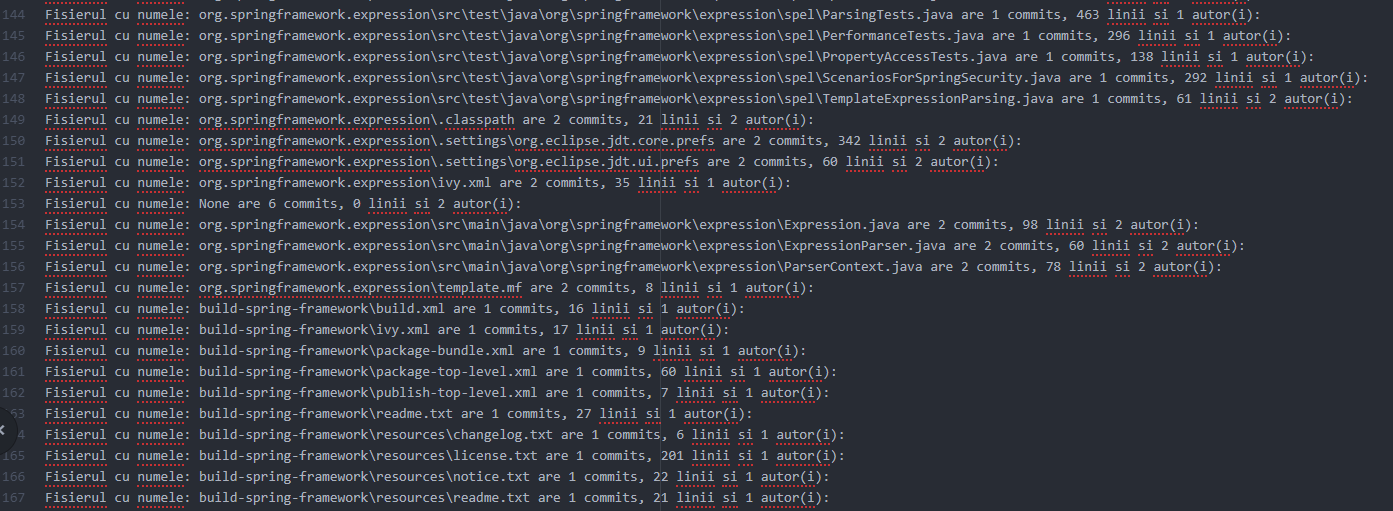 144 Fisierul cu numele: org.springframework.expression\src\test\java\org\springframework\expression\spel\ParsingTests.java are 1 commits, 463 linii si 1 autor(i):
145 Fisierul cu numele: org.springframework.expression\src\test\java\org\springframework\expression\spel\PerformanceTests.java are 1 commits, 296 linii si 1 autor(i):
146 Fisierul cu numele: org.springframework.expression\src\test\java\org\springframework\expression\spel\PropertyAccessTests.java are 1 commits, 138 linii si 1 autor(i):
147 Fisierul cu numele: org.springframework.expression\src\test\java\org\springframework\expression\spel\ScenariosForSpringSecurity.java are 1 commits, 292 linii si 1 autor(i):
148 Fisierul cu numele: org.springframework.expression\src\test\java\org\springframework\expression\spel\TemplateExpressionParsing.java are 1 commits, 61 linii si 2 autor(i):
149 Fisierul cu numele: org.springframework.expression\.classpath are 2 commits, 21 linii si 2 autor(i):
150 Fisierul cu numele: org.springframework.expression\.settings\org.eclipse.jdt.core.prefs are 2 commits, 342 linii si 2 autor(i):
151 Fisierul cu numele: org.springframework.expression\.settings\org.eclipse.jdt.ui.prefs are 2 commits, 60 linii si 2 autor(i):
152 Fisierul cu numele: org.springframework.expression\ivy.xml are 2 commits, 35 linii si 1 autor(i):
153 Fisierul cu numele: None are 6 commits, 0 linii si 2 autor(i):
154 Fisierul cu numele: org.springframework.expression\src\main\java\org\springframework\expression\Expression.java are 2 commits, 98 linii si 2 autor(i):
155 Fisierul cu numele: org.springframework.expression\src\main\java\org\springframework\expression\ExpressionParser.java are 2 commits, 60 linii si 2 autor(i):
156 Fisierul cu numele: org.springframework.expression\src\main\java\org\springframework\expression\ParserContext.java are 2 commits, 78 linii si 2 autor(i):
157 Fisierul cu numele: org.springframework.expression\template.mf are 2 commits, 8 linii si 1 autor(i):
158 Fisierul cu numele: build-spring-framework\build.xml are 1 commits, 16 linii si 1 autor(i):
159 Fisierul cu numele: build-spring-framework\ivy.xml are 1 commits, 17 linii si 1 autor(i):
160 Fisierul cu numele: build-spring-framework\package-bundle.xml are 1 commits, 9 linii si 1 autor(i):
161 Fisierul cu numele: build-spring-framework\package-top-level.xml are 1 commits, 60 linii si 1 autor(i):
162 Fisierul cu numele: build-spring-framework\publish-top-level.xml are 1 commits, 7 linii si 1 autor(i):
63 Fisierul cu numele: build-spring-framework\readme.txt are 1 commits, 27 linii si 1 autor(i):
4 Fisierul cu numele: build-spring-framework\resources\changelog.txt are 1 commits, 6 linii si 1 autor(i):
165 Fisierul cu numele: build-spring-framework\resources\license.txt are 1 commits, 201 linii si 1 autor(i):
166 Fisierul cu numele: build-spring-framework\resources\notice.txt are 1 commits, 22 linii si 1 autor(i):
167 Fisierul cu numele: build-spring-framework\resources\readme.txt are 1 commits, 21 linii si 1 autor(i):